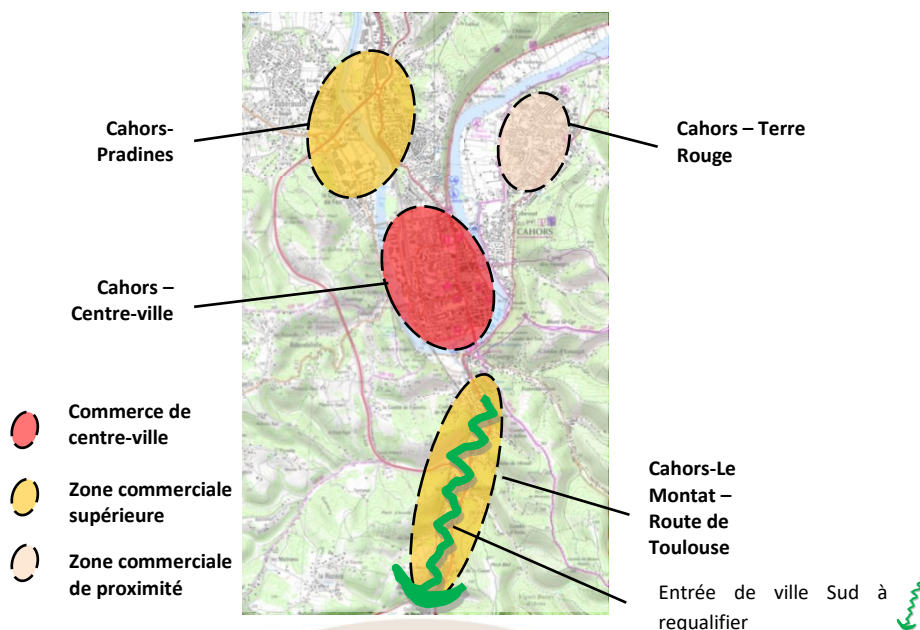 Cahors-
Pradines
Cahors – Terre
Rouge
CAHORS
Cahors –
Centre-ville
Commerce de
centre-ville
Zone commerciale
supérieure
Zone commerciale
de proximité
Cahors-Le
Montat –
Route de
Toulouse
Entrée de ville Sud à
requalifier